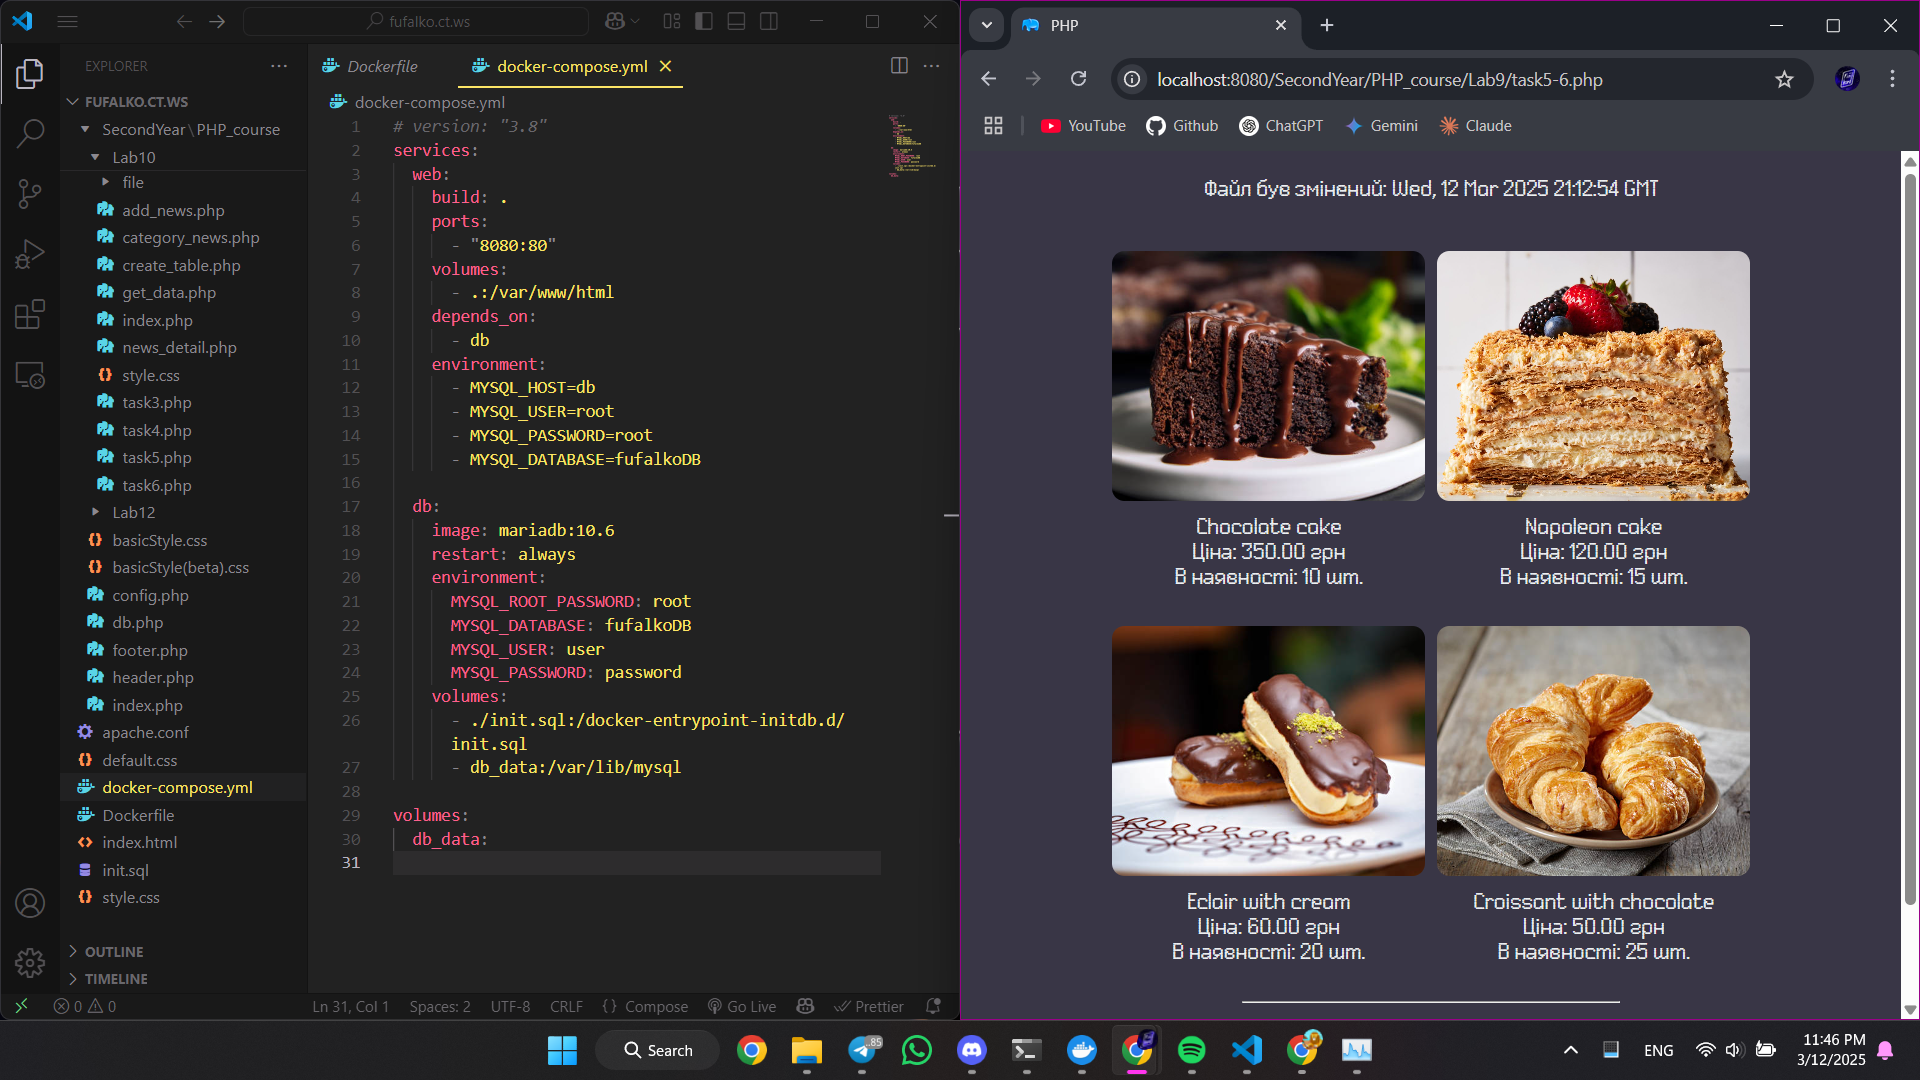 fufalko.ct.ws
EXPLORER
FUFALKO.CT.WS
SecondYear\PHP_course
Lab10
file
add_news.php
category_news.php
create_table.php
get_data.php
index.php
news_detail.php
style.css
task3.php
task4.php
task5.php
task6.php
Lab12
basicStyle.css
basicStyle(beta).css
config.php
db.php
footer.php
header.php
index.php
apache.conf
default.css
docker-compose.yml
Dockerfile
index.html
init.sql
style.css
OUTLINE
TIMELINE
Dockerfile
docker-compose.yml
docker-compose.yml
1 # version: "3.8"
2 services:
3 web:
4 build: .
5 ports:
6 - "8080:80"
7 volumes:
8 - .:/var/www/html
9 depends_on:
10 - db
11 environment:
12 - MYSQL_HOST=db
13 - MYSQL_USER=root
14 - MYSQL_PASSWORD=root
15 - MYSQL_DATABASE=fufalkoDB
16
17 db:
18 image: mariadb:10.6
19 restart: always
20 environment:
21 MYSQL_ROOT_PASSWORD: root
22 MYSQL_DATABASE: fufalkoDB
23 MYSQL_USER: user
24 MYSQL_PASSWORD: password
25 volumes:
26 - ./init.sql:/docker-entrypoint-initdb.d/
init.sql
27 - db_data:/var/lib/mysql
28
29 volumes:
30 db_data:
31
0 0
Ln 31, Col 1 Spaces: 2 UTF-8 CRLF {} Compose Go Live Prettier
PHP
localhost:8080/SecondYear/PHP_course/Lab9/task5-6.php
YouTube Github ChatGPT Gemini Claude
Файл був змінений: Wed, 12 Mar 2025 21:12:54 GMT
Chocolate cake
Ціна: 350.00 грн
В наявності: 10 шт.
Napoleon cake
Ціна: 120.00 грн
В наявності: 15 шт.
Eclair with cream
Ціна: 60.00 грн
В наявності: 20 шт.
Croissant with chocolate
Ціна: 50.00 грн
В наявності: 25 шт.
Search
85
ENG
11:46 PM
3/12/2025